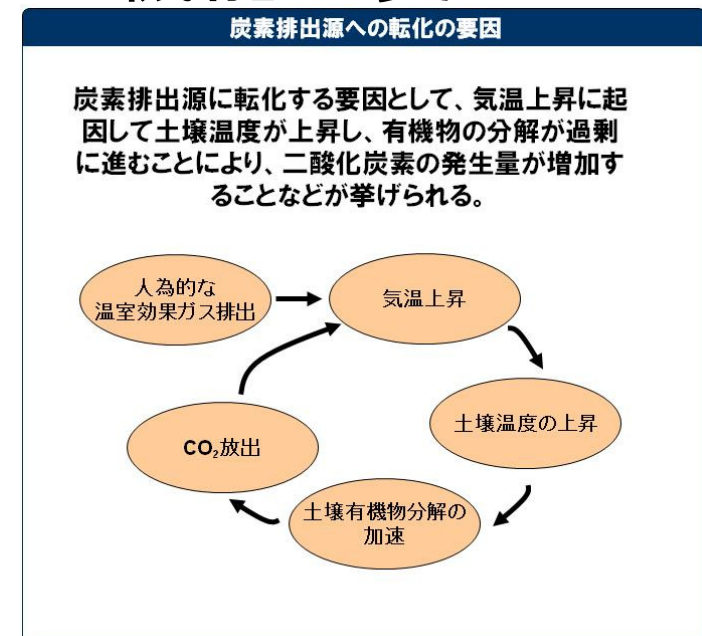 炭素排出源への転化の要因
炭素排出源に転化する要因として、気温上昇に起
因して土壌温度が上昇し、有機物の分解が過剰
に進むことにより、二酸化炭素の発生量が増加す
ることなどが挙げられる。
人為的な
温室効果ガス排出
気温上昇
土壌温度の上昇
土壌有機物分解の
加速
CO₂放出